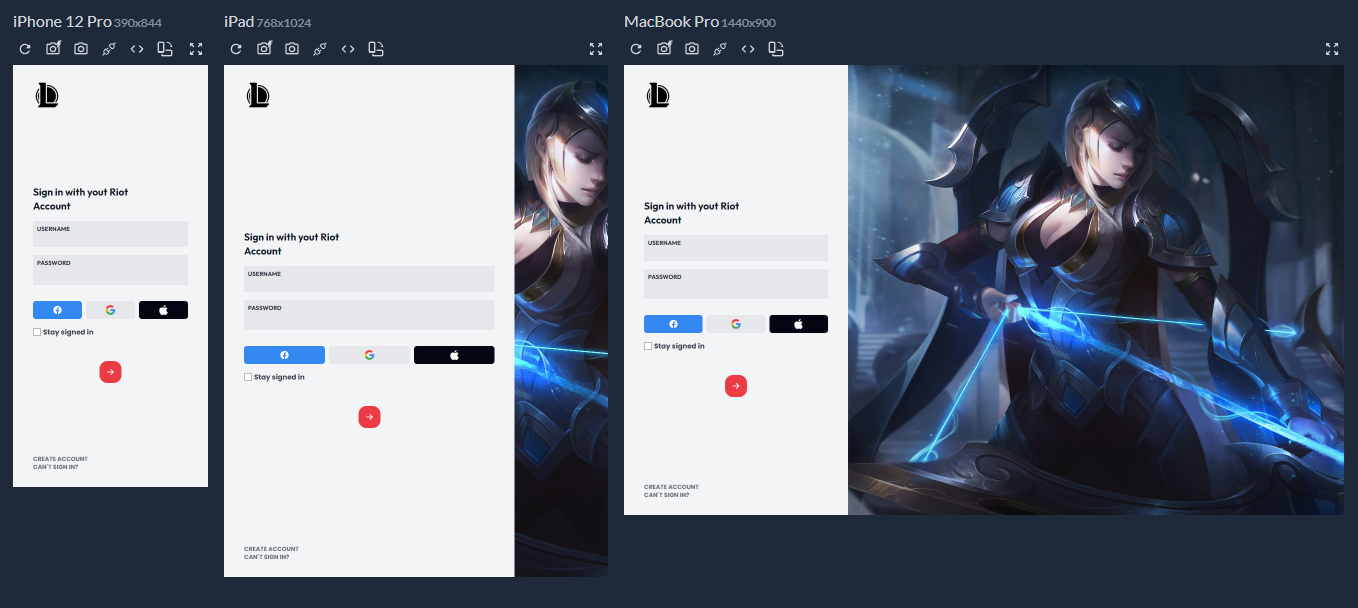 iPhone 12 Pro 390x844
Sign in with yout Riot
Account
USERNAME
PASSWORD
Stay signed in
CREATE ACCOUNT
CAN'T SIGN IN?
iPad 768x1024
Sign in with yout Riot
Account
USERNAME
PASSWORD
Stay signed in
CREATE ACCOUNT
CAN'T SIGN IN?
MacBook Pro 1440x900
Sign in with yout Riot
Account
USERNAME
PASSWORD
Stay signed in
CREATE ACCOUNT
CAN'T SIGN IN?